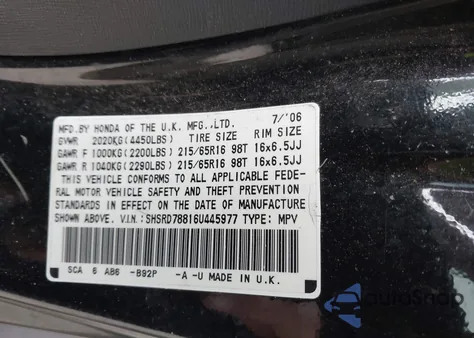 MFD.BY HONDA OF THE U.K. MFG.,LTD. 7/'06
GVWR 2020KG(4450LBS) TIRE SIZE RIM SIZE
GAWR F 1000KG(2200LBS) 215/65R16 98T 16x6.5JJ
GAWR R 1040KG(2290LBS) 215/65R16 98T 16x6.5JJ
THIS VEHICLE CONFORMS TO ALL APPLICABLE FEDE-
RAL MOTOR VEHICLE SAFETY AND THEFT PREVENTION
STANDARDS IN EFFECT ON THE DATE OF MANUFACTURE
SHOWN ABOVE. V.I.N:SHSRD78816U445977 TYPE: MPV
SCA 6 AB6 -B92P -A -U MADE IN U.K.
AutoSnap